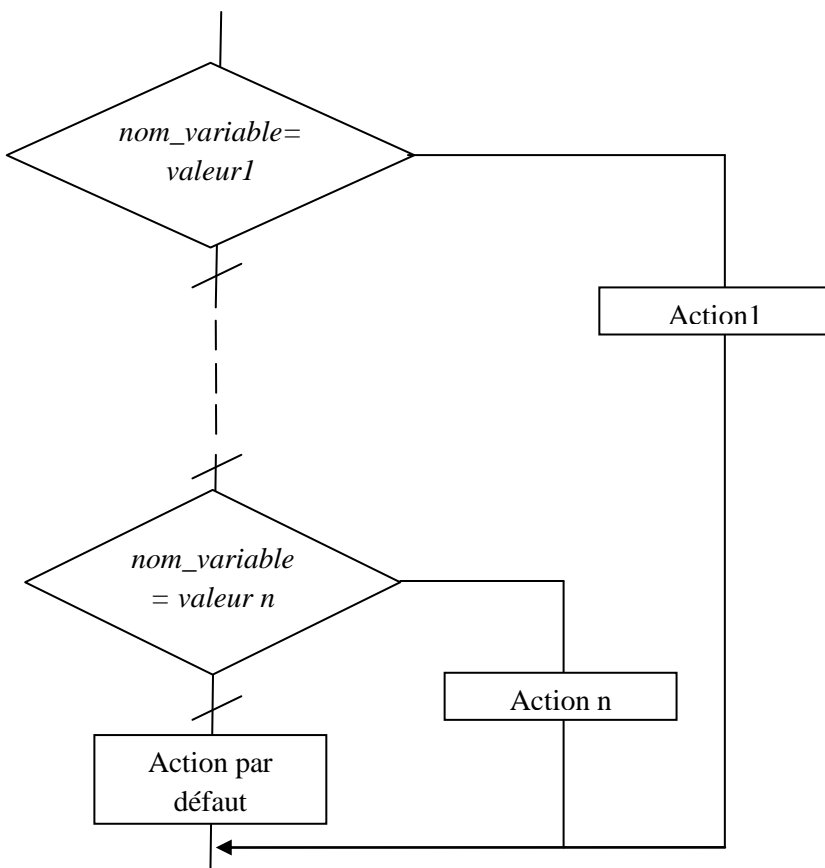 nom_variable=
valeur1
Action1
nom_variable
= valeur n
Action n
Action par
défaut